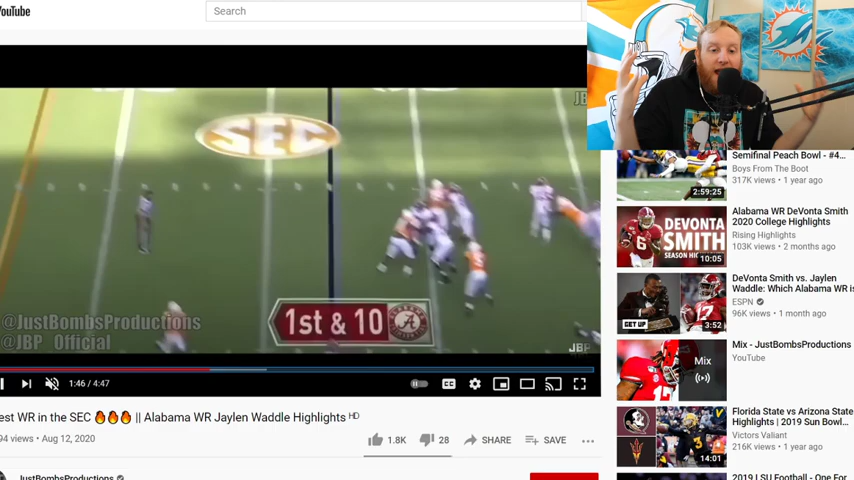 YouTube
Search
JB
SEC
1st & 10
@JustBombsProductions
@JBP_Official
JBP
1:46 / 4:47
est WR in the SEC 🔥🔥🔥 || Alabama WR Jaylen Waddle Highlights HD
94 views • Aug 12, 2020
1.8K
28
SHARE
SAVE
JustBombsProductions
Semifinal Peach Bowl - #4...
Boys From The Boot
317K views • 1 year ago
2:59:25
Alabama WR DeVonta Smith
2020 College Highlights
Rising Highlights
103K views • 2 months ago
DEVONTA
SMITH
10:05
DeVonta Smith vs. Jaylen
Waddle: Which Alabama WR is
ESPN
96K views • 1 month ago
GET UP
3:52
Mix - JustBombsProductions
YouTube
Mix
Florida State vs Arizona State
Highlights | 2019 Sun Bowl...
Victors Valiant
216K views • 1 year ago
14:01
2019 LSU Football - One For